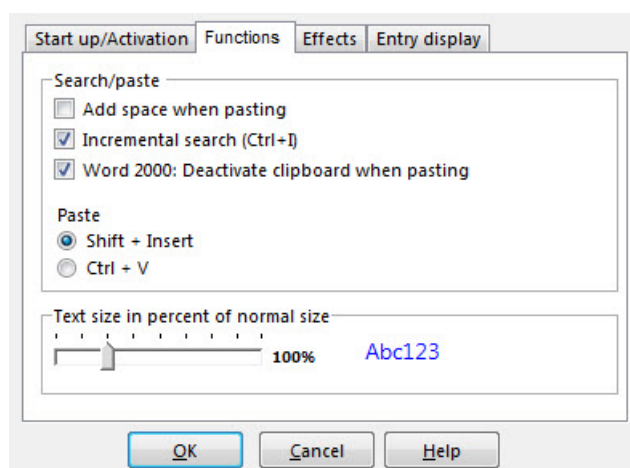 Start up/Activation Functions Effects Entry display
Search/paste
Add space when pasting
Incremental search (Ctrl+I)
Word 2000: Deactivate clipboard when pasting
Paste
Shift + Insert
Ctrl + V
Text size in percent of normal size
100% Abc123
OK Cancel Help